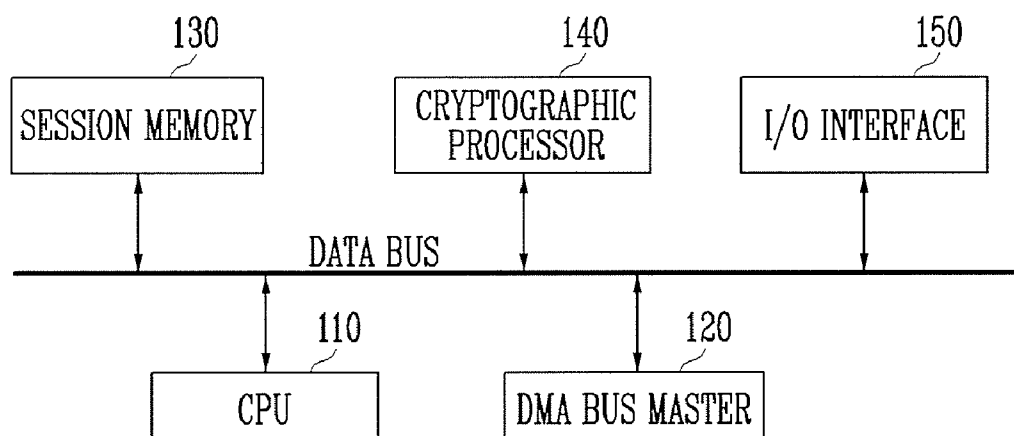 130
140
150
SESSION MEMORY
CRYPTOGRAPHIC
PROCESSOR
I/O INTERFACE
DATA BUS
110
120
CPU
DMA BUS MASTER